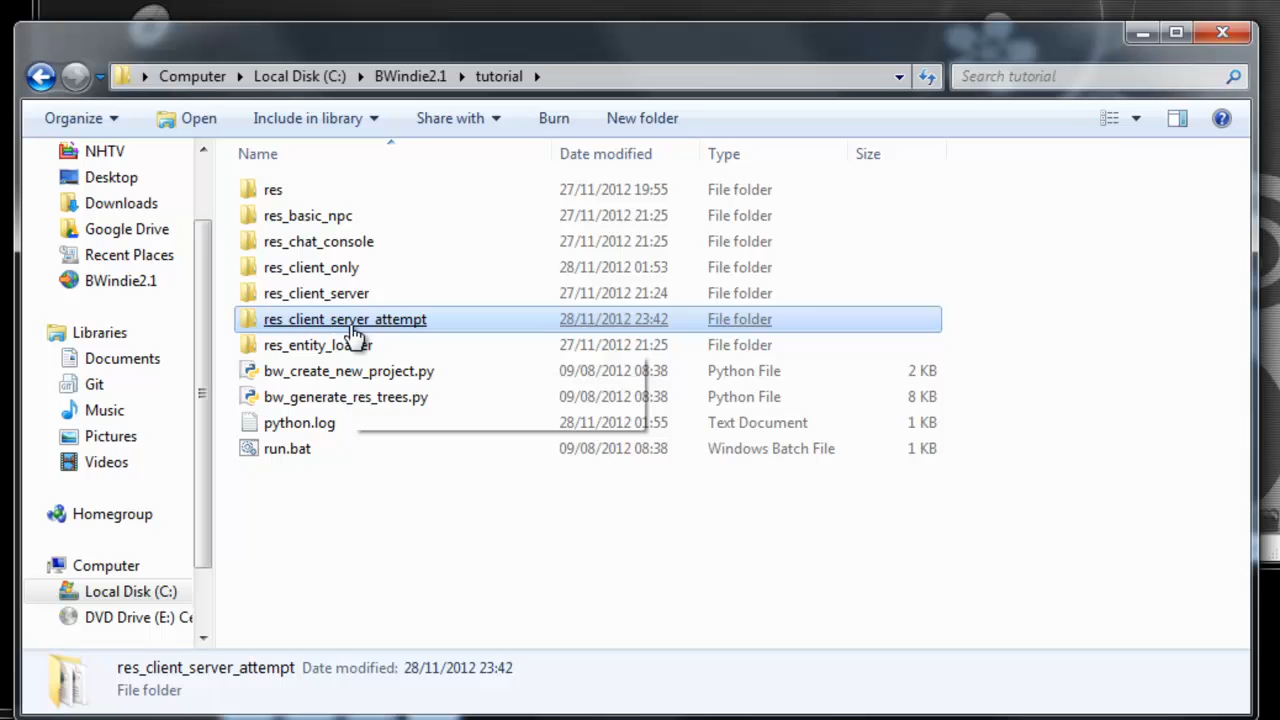 Computer Local Disk (C:) BWindie2.1 tutorial Search tutorial
Organize Open Include in library Share with Burn New folder
NHTV
Desktop
Downloads
Google Drive
Recent Places
BWindie2.1
Libraries
Documents
Git
Music
Pictures
Videos
Homegroup
Computer
Local Disk (C:)
DVD Drive (E:) Ce
Name Date modified Type Size
res 27/11/2012 19:55 File folder
res_basic_npc 27/11/2012 21:25 File folder
res_chat_console 27/11/2012 21:25 File folder
res_client_only 28/11/2012 01:53 File folder
res_client_server 27/11/2012 21:24 File folder
res_client_server_attempt 28/11/2012 23:42 File folder
27/11/2012 21:25 File folder
bw_create_new_project.py 09/08/2012 08:38 Python File 2 KB
bw_generate_res_trees.py 09/08/2012 08:38 Python File 8 KB
python.log 28/11/2012 01:55 Text Document 1 KB
run.bat 09/08/2012 08:38 Windows Batch File 1 KB
res_client_server_attempt Date modified: 28/11/2012 23:42
File folder